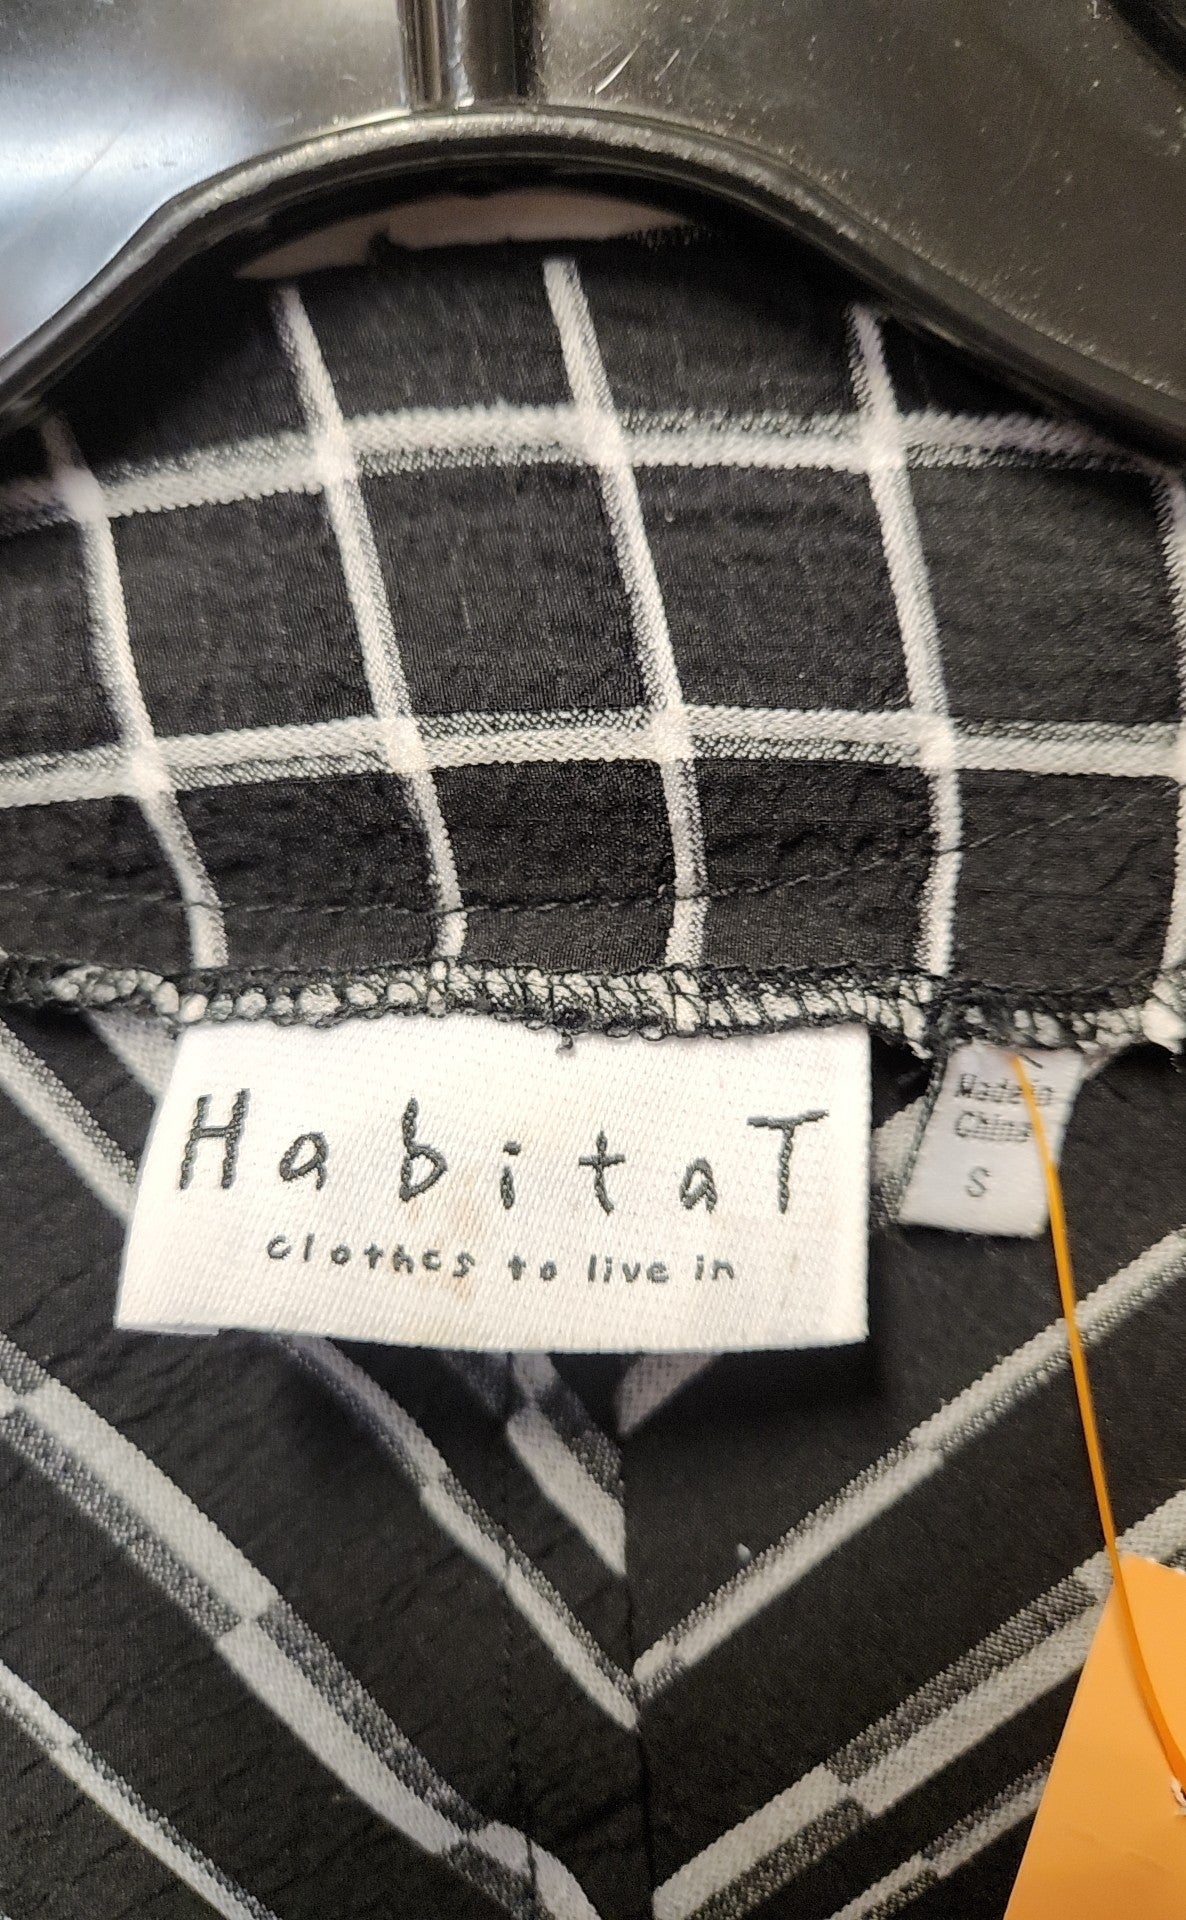 HabitaT
clothes to live in
Made in
China
S